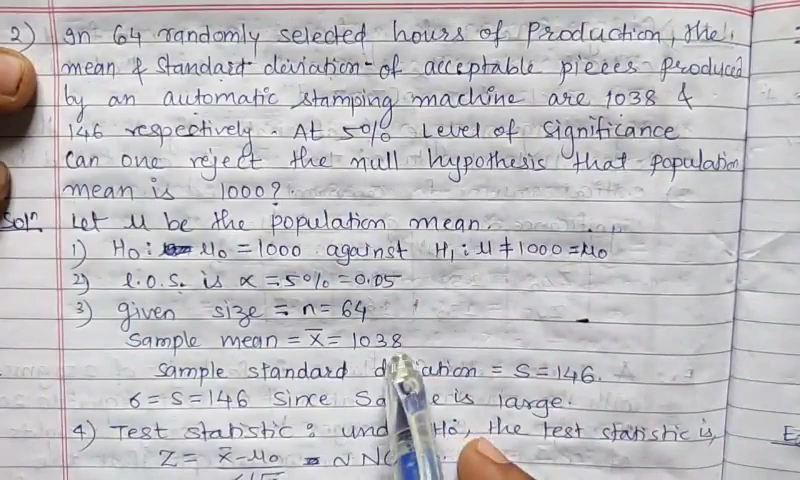 2) In 64 randomly selected hours of Production, the
mean & Standard deviation of acceptable pieces produced
by an automatic stamping machine are 1038 &
146 respectively. At 5% Level of significance
Can one reject the null hypothesis that population
mean is 1000?
Soln Let μ be the population mean.
1) H0: μ0 = 1000 against H1: μ ≠ 1000 = μ0
2) l.o.s. is α = 5% = 0.05
3) given size = n = 64
Sample mean = x̄ = 1038
Sample standard = S = 146.
σ = S = 146 Since is large.
4) Test statistic: H0, the test statistic is,
Z = x̄ - μ0 ~ N